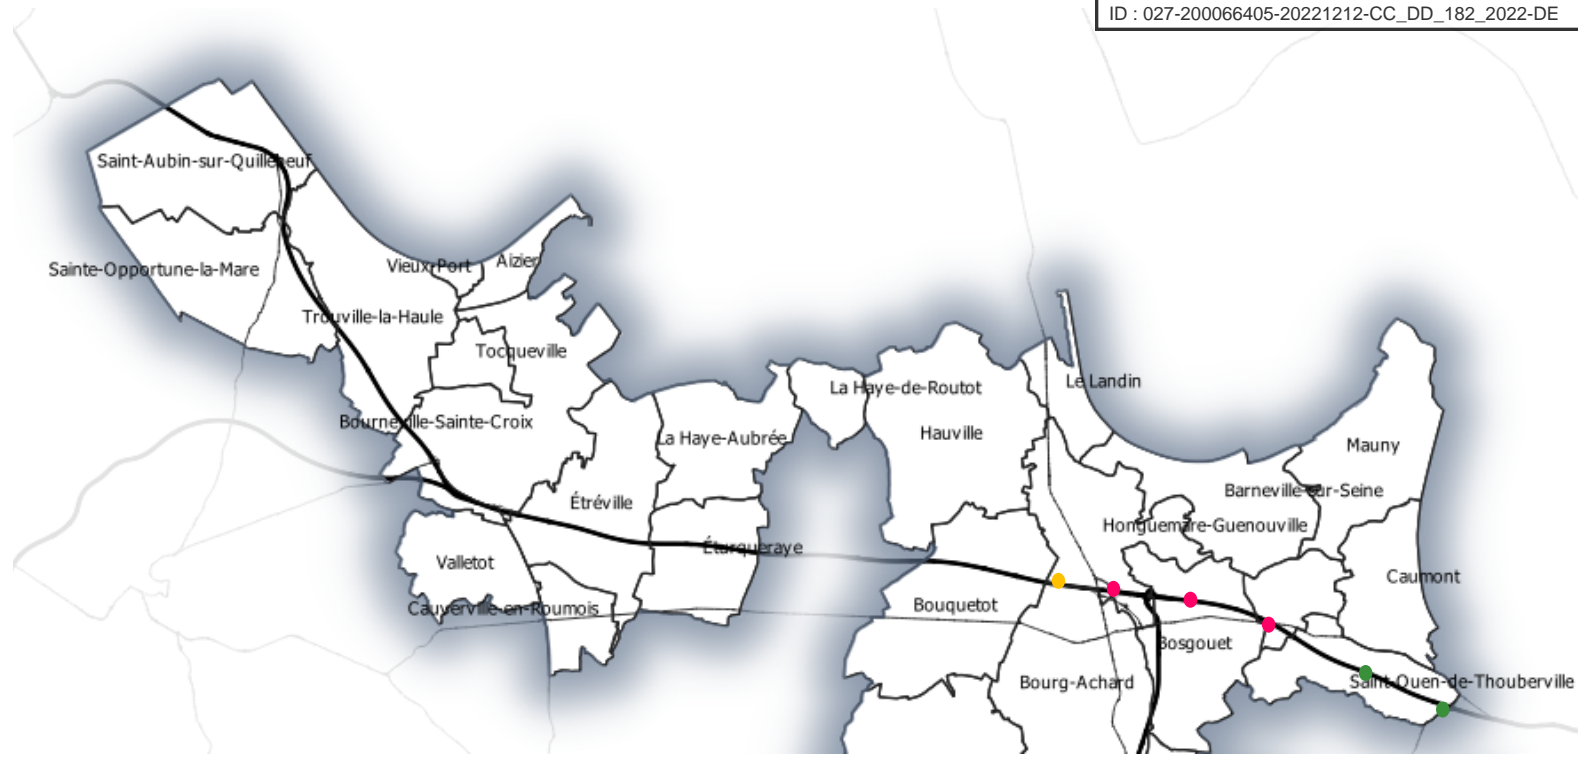 ID : 027-200066405-20221212-CC_DD_182_2022-DE
Saint-Aubin-sur-Quillebeuf
Sainte-Opportune-la-Mare
Vieux-Port
Aizier
Trouville-la-Haule
Tocqueville
Bourneville-Sainte-Croix
La Haye-Aubrée
La Haye-de-Routot
Le Landin
Hauville
Mauny
Étréville
Barneville-sur-Seine
Honguemare-Guenouville
Éturqueraye
Valletot
Caumont
Cauverville-en-Roumois
Bouquetot
Bosgouet
Bourg-Achard
Saint-Ouen-de-Thouberville